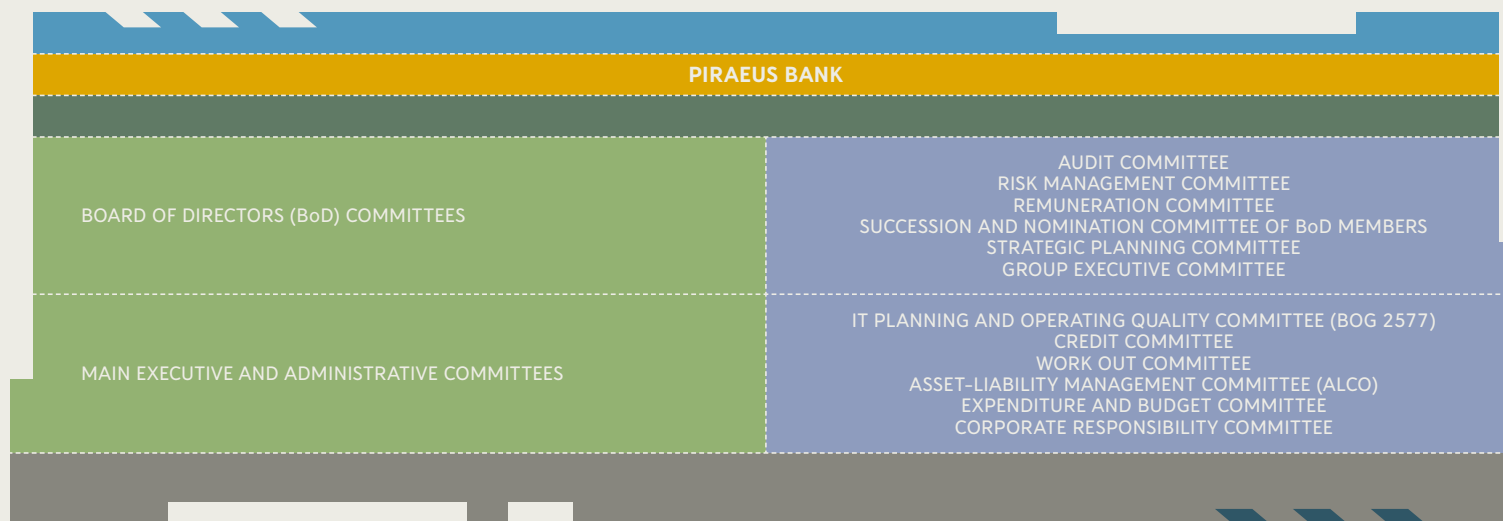 PIRAEUS BANK
BOARD OF DIRECTORS (BoD) COMMITTEES
AUDIT COMMITTEE
RISK MANAGEMENT COMMITTEE
REMUNERATION COMMITTEE
SUCCESSION AND NOMINATION COMMITTEE OF BoD MEMBERS
STRATEGIC PLANNING COMMITTEE
GROUP EXECUTIVE COMMITTEE
MAIN EXECUTIVE AND ADMINISTRATIVE COMMITTEES
IT PLANNING AND OPERATING QUALITY COMMITTEE (BOG 2577)
CREDIT COMMITTEE
WORK OUT COMMITTEE
ASSET-LIABILITY MANAGEMENT COMMITTEE (ALCO)
EXPENDITURE AND BUDGET COMMITTEE
CORPORATE RESPONSIBILITY COMMITTEE